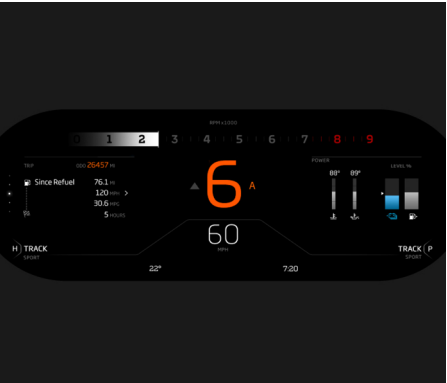 RPM x1000
0 1 2 3 4 5 6 7 8 9
TRIP ODO 26457 MI
POWER
LEVEL %
Since Refuel 76.1 MI
120 MPH
30.6 MPG
5 HOURS
88° 89°
6 A
60
MPH
H TRACK
SPORT
TRACK P
SPORT
22° 7:20